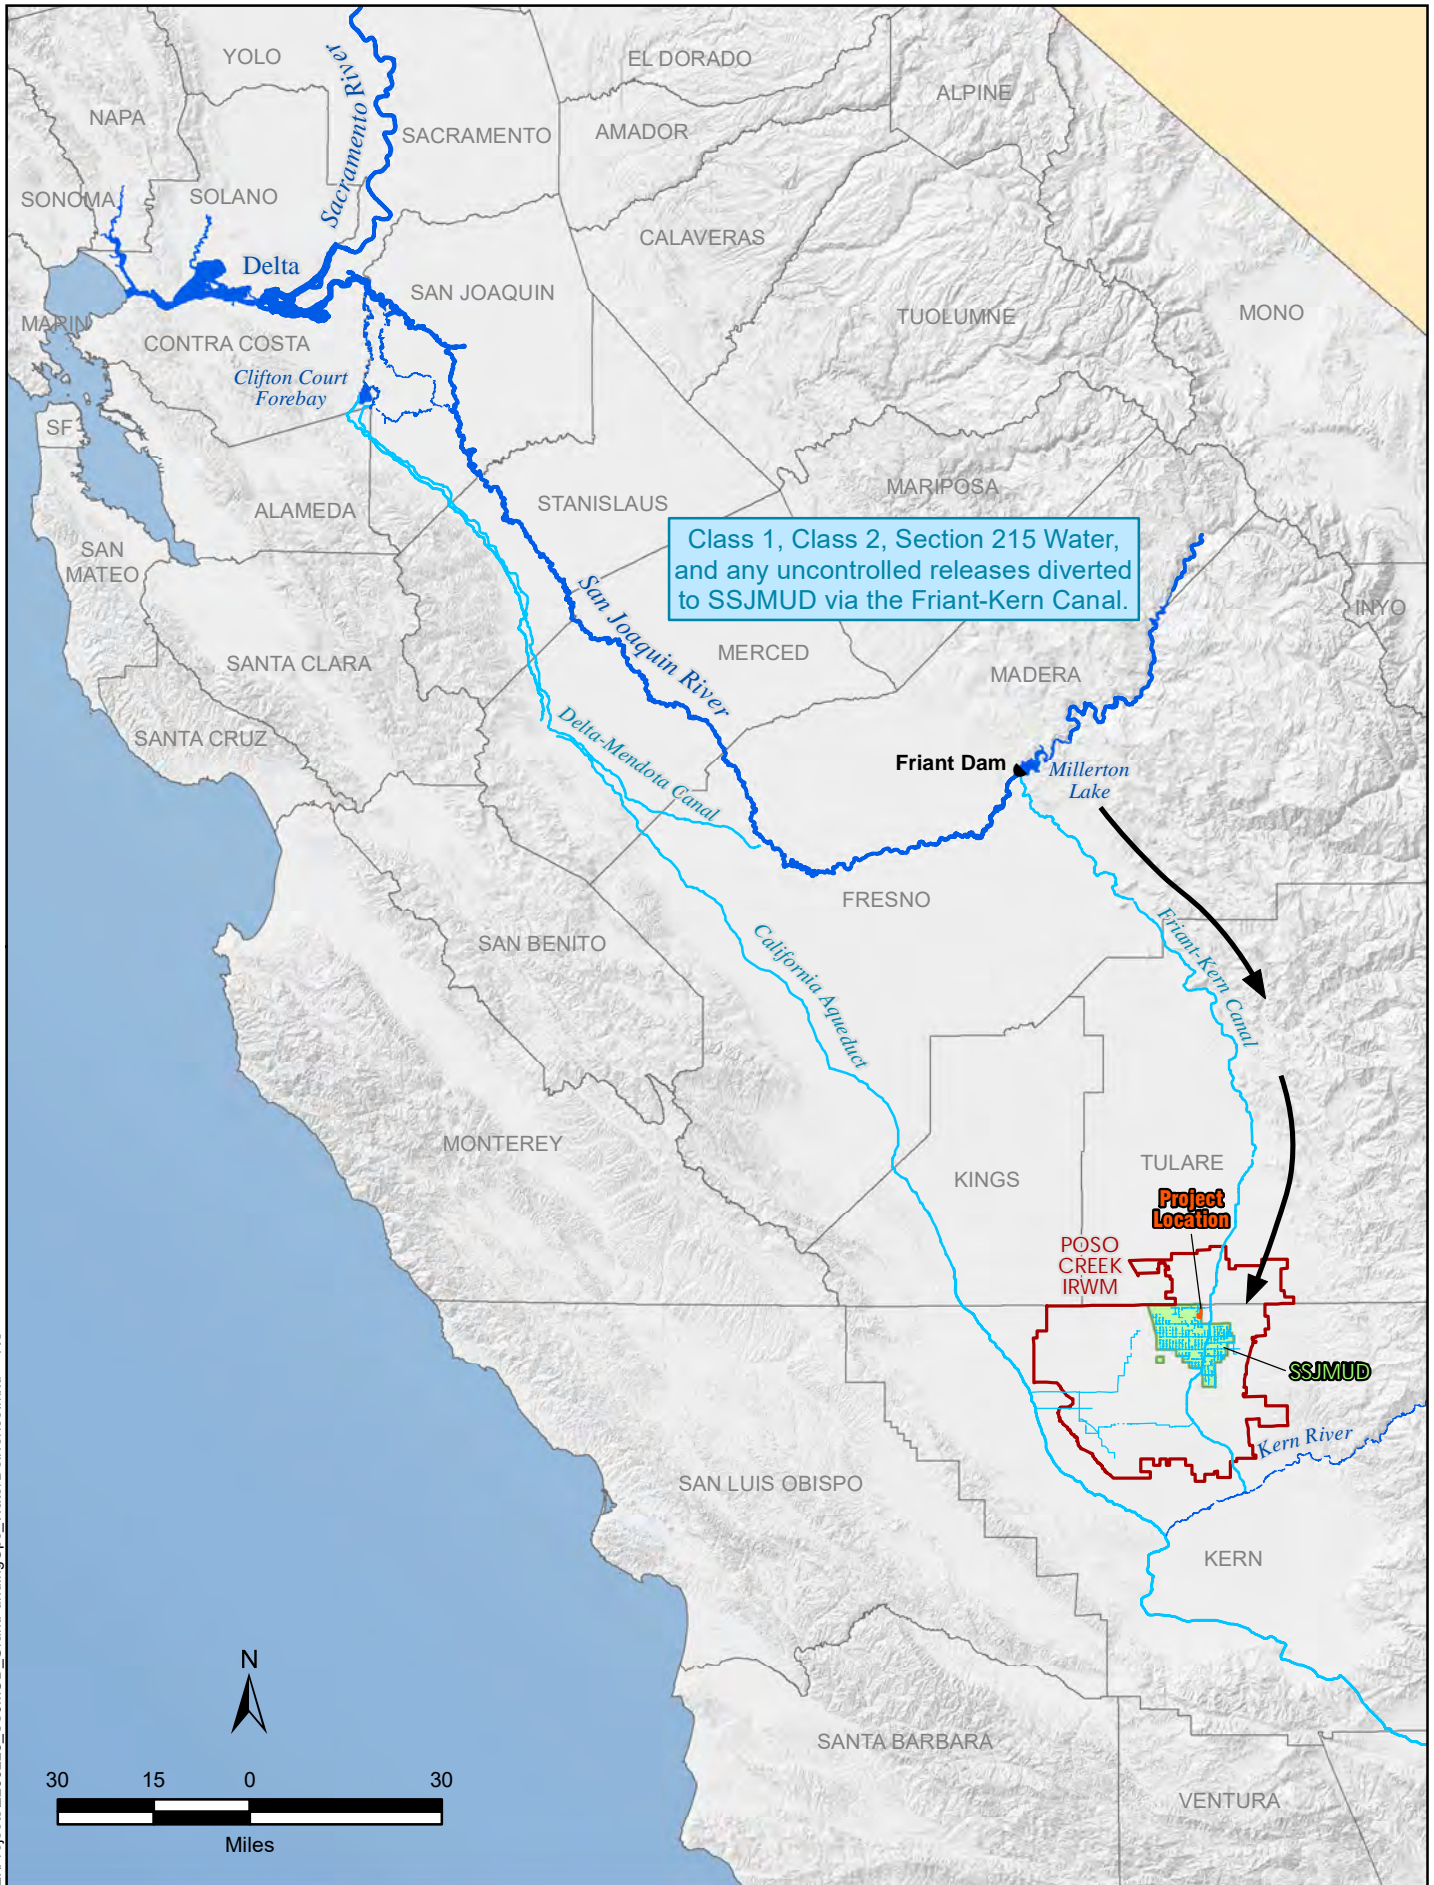 YOLO
EL DORADO
ALPINE
NAPA
Sacramento River
SACRAMENTO
AMADOR
SONOMA
SOLANO
CALAVERAS
Delta
SAN JOAQUIN
MONO
TUOLUMNE
MARIN
CONTRA COSTA
Clifton Court
Forebay
SF
STANISLAUS
MARIPOSA
ALAMEDA
Class 1, Class 2, Section 215 Water,
and any uncontrolled releases diverted
to SSJMUD via the Friant-Kern Canal.
SAN
MATEO
INYO
San Joaquin River
MERCED
SANTA CLARA
MADERA
SANTA CRUZ
Delta-Mendota Canal
Friant Dam
Millerton
Lake
FRESNO
Friant-Kern Canal
SAN BENITO
California Aqueduct
MONTEREY
KINGS
TULARE
Project
Location
POSO
CREEK
IRWM
SSJMUD
Kern River
SAN LUIS OBISPO
KERN
N
SANTA BARBARA
VENTURA
30 15 0 30
Miles